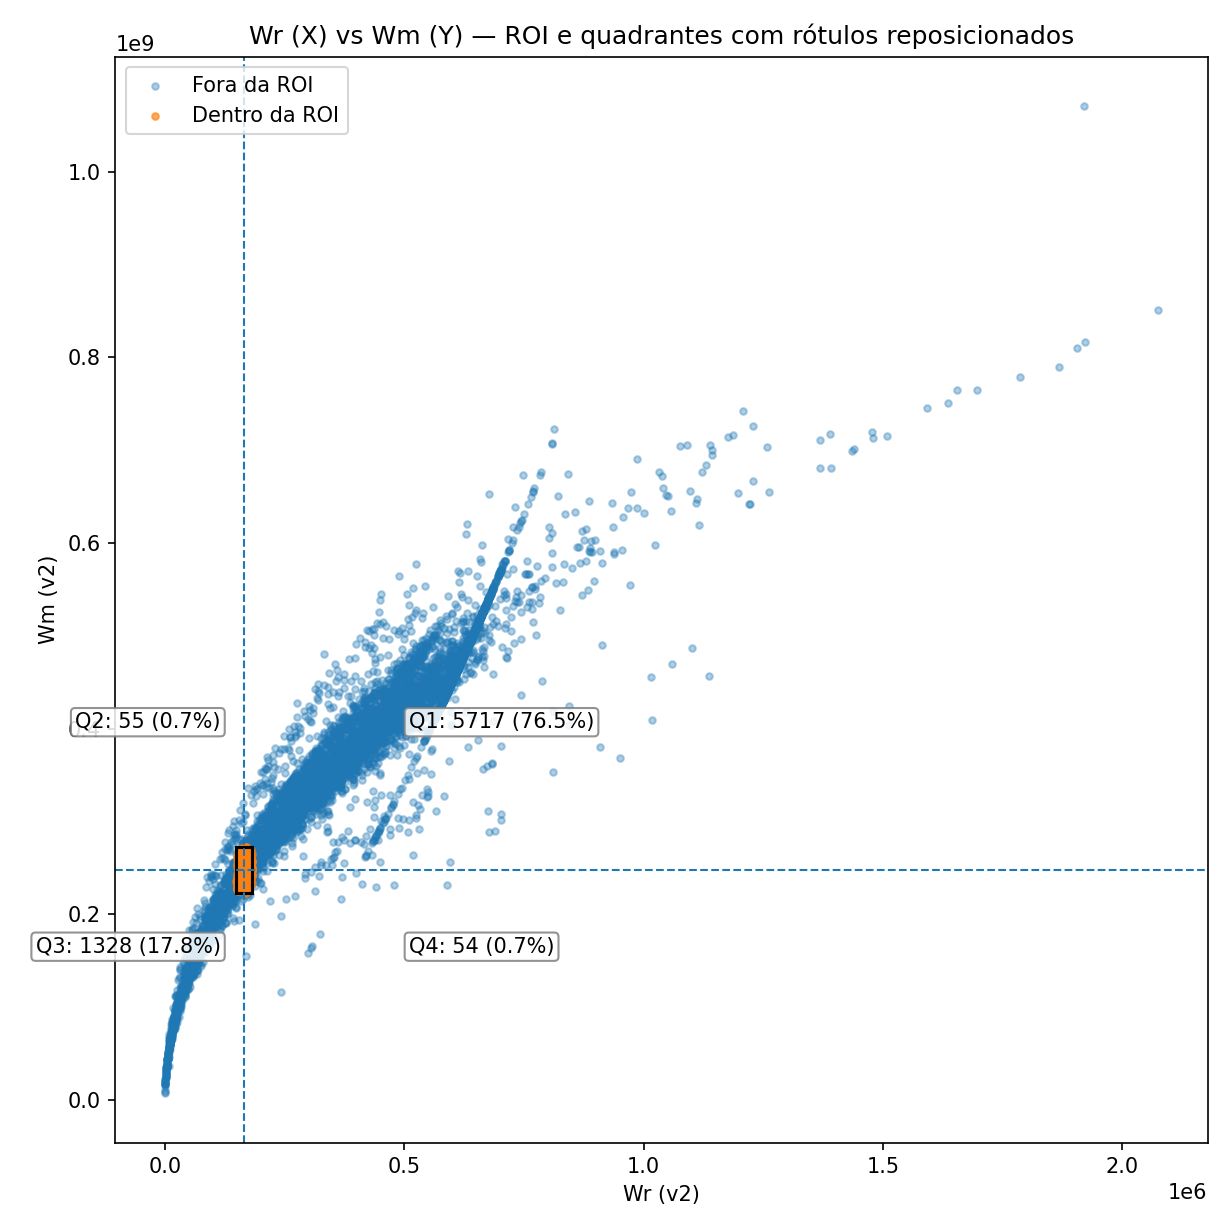 Wr (X) vs Wm (Y) — ROI e quadrantes com rótulos reposicionados
1e9
Fora da ROI
Dentro da ROI
1.0
0.8
0.6
Wm (v2)
Q2: 55 (0.7%)
Q1: 5717 (76.5%)
0.2
Q3: 1328 (17.8%)
Q4: 54 (0.7%)
0.0
0.0
0.5
1.0
1.5
2.0
Wr (v2)
1e6